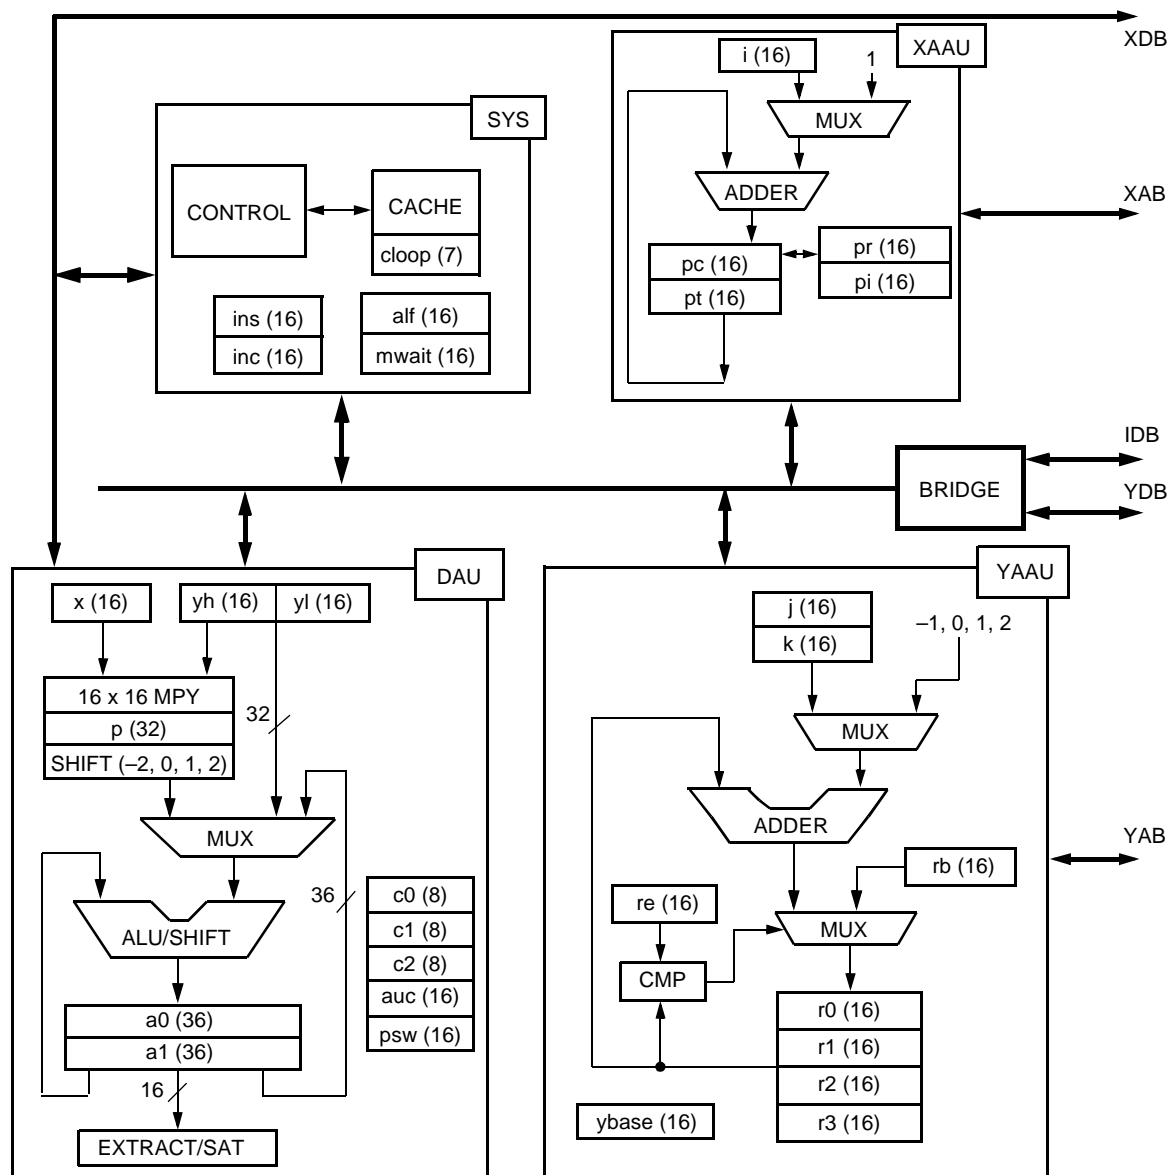 XDB
XAAU
i (16)
1
MUX
ADDER
pc (16)
pt (16)
pr (16)
pi (16)
XAB
SYS
CONTROL
CACHE
cloop (7)
ins (16)
inc (16)
alf (16)
mwait (16)
IDB
BRIDGE
YDB
DAU
x (16)
yh (16)
yl (16)
16 x 16 MPY
p (32)
SHIFT (–2, 0, 1, 2)
32
MUX
ALU/SHIFT
36
a0 (36)
a1 (36)
16
EXTRACT/SAT
c0 (8)
c1 (8)
c2 (8)
auc (16)
psw (16)
YAAU
j (16)
k (16)
–1, 0, 1, 2
MUX
ADDER
YAB
rb (16)
re (16)
MUX
CMP
r0 (16)
r1 (16)
r2 (16)
r3 (16)
ybase (16)